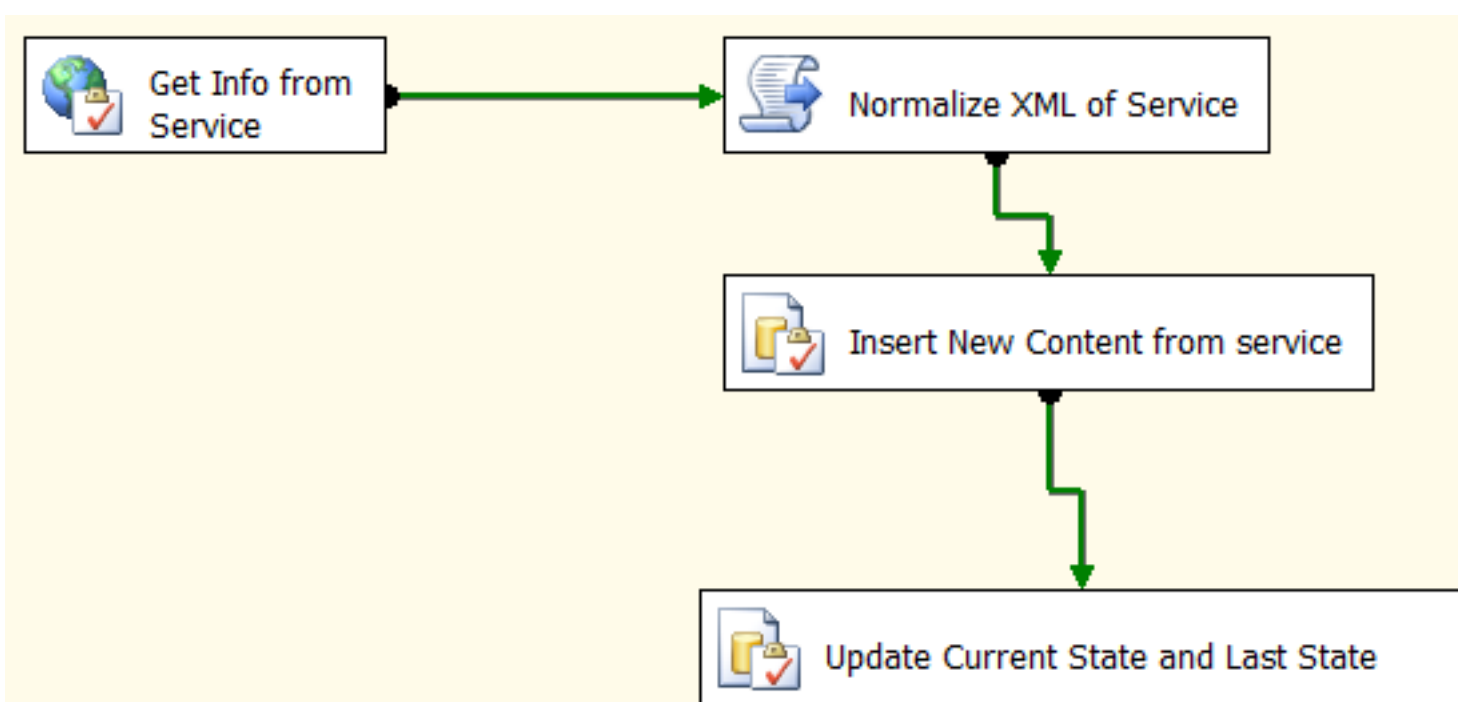 Get Info from
Service
Normalize XML of Service
Insert New Content from service
Update Current State and Last State